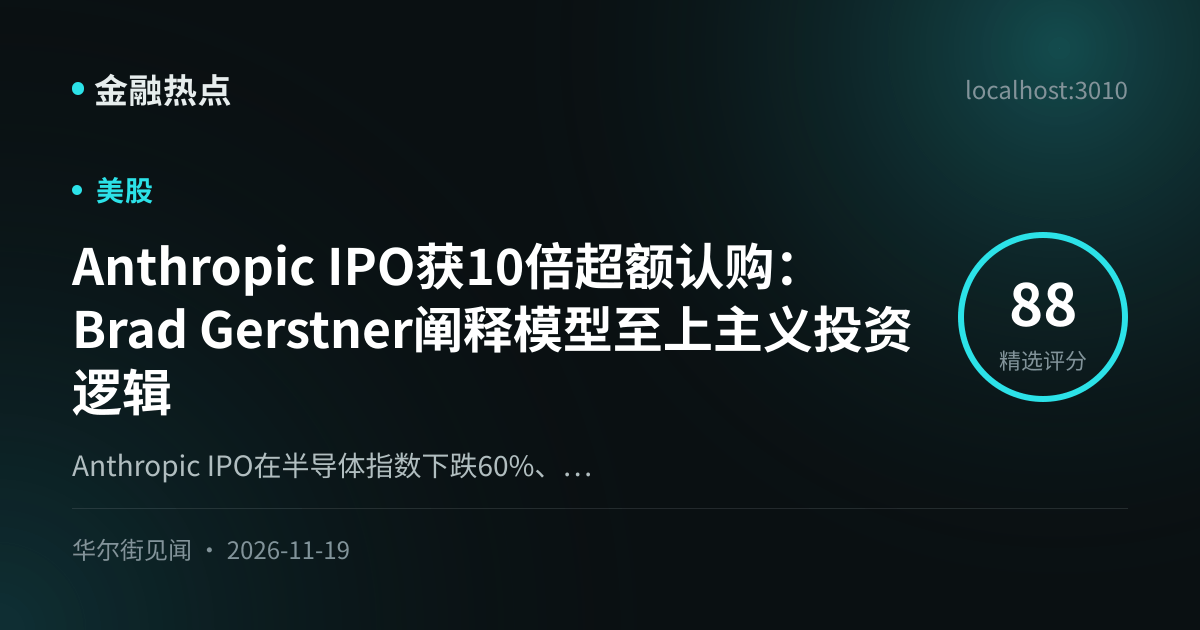 金融热点
localhost:3010
美股
Anthropic IPO获10倍超额认购：
Brad Gerstner阐释模型至上主义投资
逻辑
88
精选评分
Anthropic IPO在半导体指数下跌60%、…
华尔街见闻 · 2026-11-19